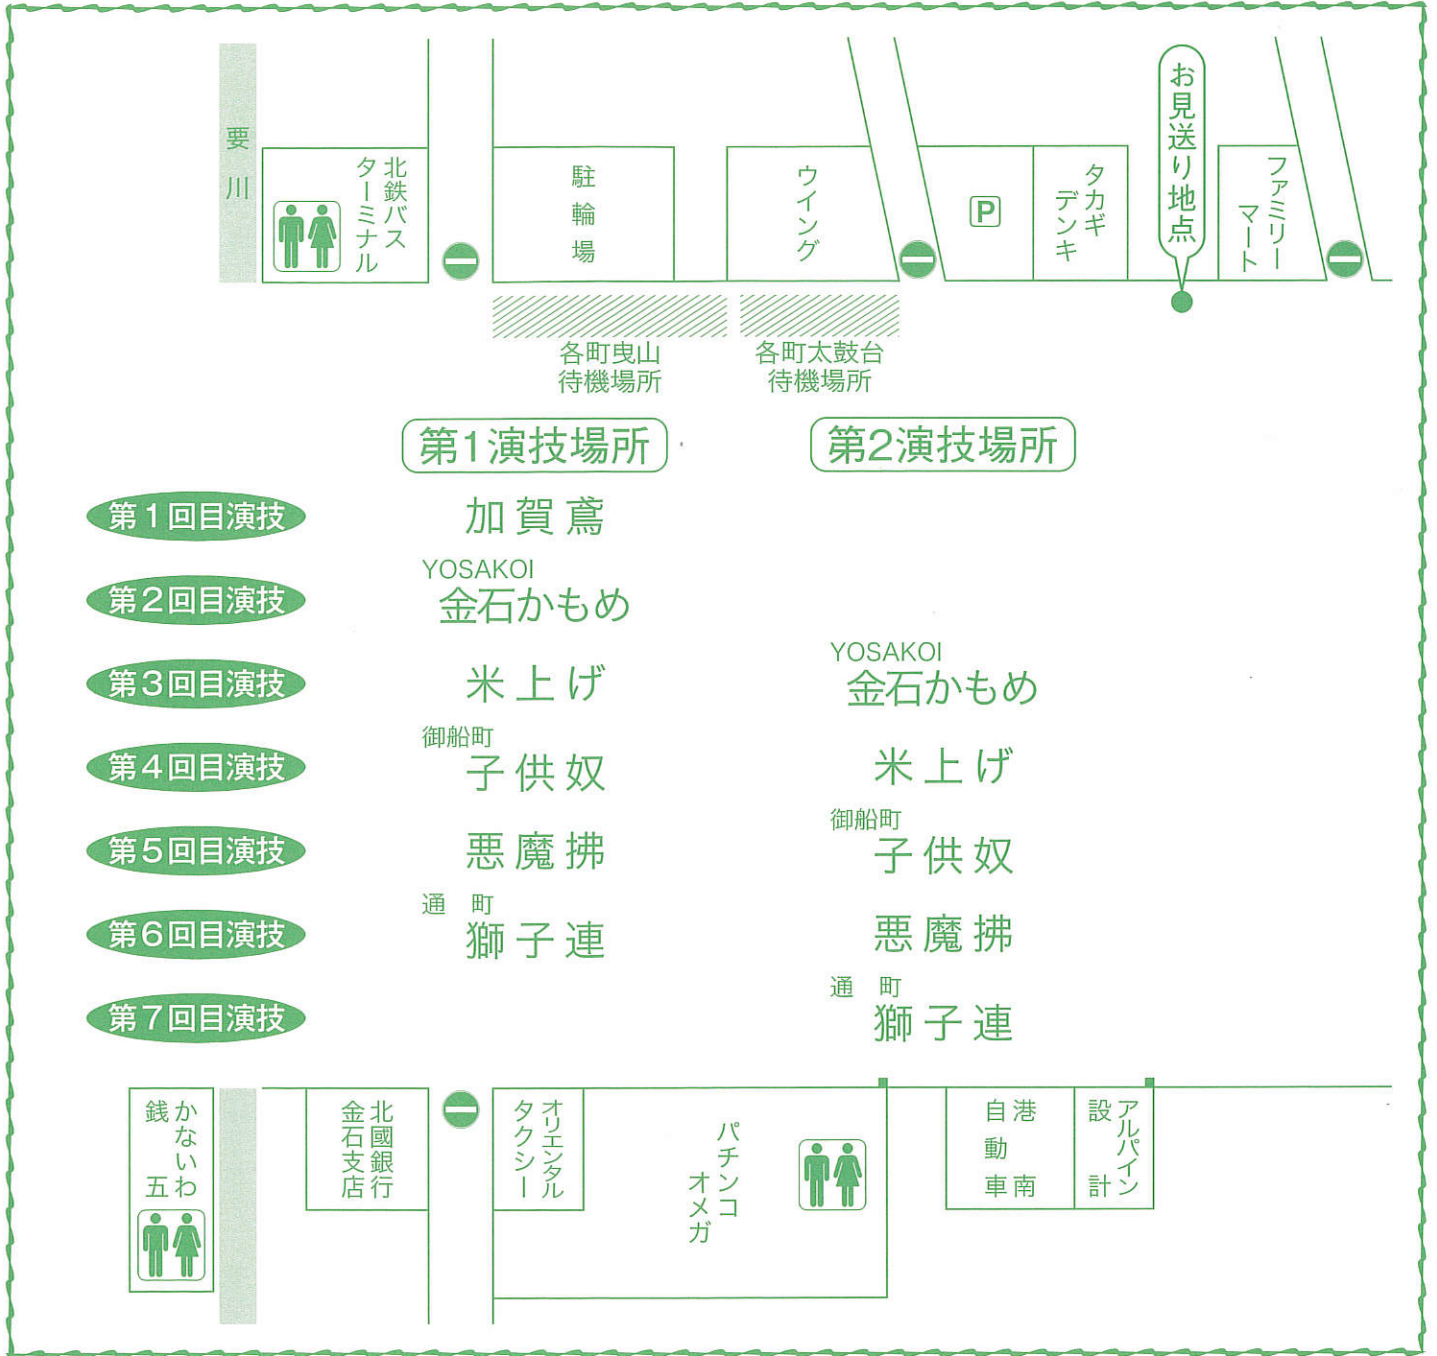 要川
北鉄バス
ターミナル
駐輪場
ウイング
P
タカギ
デンキ
お見送り地点
ファミリー
マート
各町曳山
待機場所
各町太鼓台
待機場所
第1演技場所
第2演技場所
第1回目演技
加賀鳶
第2回目演技
YOSAKOI
金石かもめ
第3回目演技
米上げ
YOSAKOI
金石かもめ
第4回目演技
御船町
子供奴
米上げ
第5回目演技
悪魔拂
御船町
子供奴
第6回目演技
通 町
獅子連
悪魔拂
第7回目演技
通 町
獅子連
かないわ
銭五
北國銀行
金石支店
オリエンタル
タクシー
パチンコ
オメガ
港南
自動車
アルパイン
設計